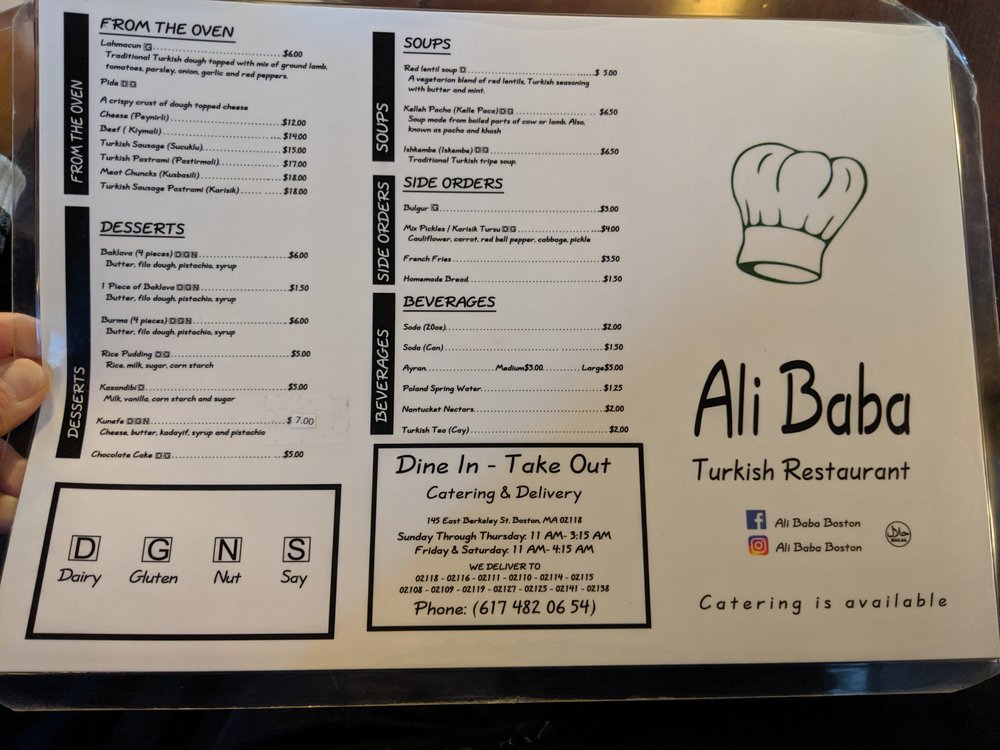 FROM THE OVEN
FROM THE OVEN
Lahmacun G $6.00
Traditional Turkish dough topped with mix of ground lamb,
tomatoes, parsley, onion, garlic and red peppers.
Pide D G
A crispy crust of dough topped cheese
Cheese (Peynirli) $12.00
Beef ( Kiymali) $14.00
Turkish Sausage (Sucuklu) $15.00
Turkish Pastrami (Pastirmali) $17.00
Meat Chuncks (Kusbasili) $18.00
Turkish Sausage Pastrami (Karisik) $18.00
DESSERTS
DESSERTS
Baklava (4 pieces) D G N $6.00
Butter, filo dough, pistachio, syrup
1 Piece of Baklava D G N $1.50
Butter, filo dough, pistachio, syrup
Burma (4 pieces) D G N $6.00
Butter, filo dough, pistachio, syrup
Rice Pudding D G $5.00
Rice, milk, sugar, corn starch
Kazandibi D $5.00
Milk, vanilla, corn starch and sugar
Kunefe D G N $ 7.00
Cheese, butter, kadayif, syrup and pistachio
Chocolate Cake D G $5.00
D G N S
Dairy Gluten Nut Say
SOUPS
SOUPS
Red lentil soup D $ 5.00
A vegetarian blend of red lentils, Turkish seasoning
with butter and mint.
Kelleh Pacha (Kelle Paca) D G $6.50
Soup made from boiled parts of cow or lamb. Also,
known as pacha and khash
Ishkembe (Iskembe) D G $6.50
Traditional Turkish tripe soup.
SIDE ORDERS
SIDE ORDERS
Bulgur G $3.00
Mix Pickles / Karisik Tursu D G $4.00
Cauliflower, carrot, red bell pepper, cabbage, pickle
French Fries $3.50
Homemade Bread $1.50
BEVERAGES
BEVERAGES
Soda (20oz) $2.00
Soda (Can) $1.50
Ayran Medium$3.00 Large$5.00
Poland Spring Water $1.25
Nantucket Nectars $2.00
Turkish Tea (Cay) $2.00
Dine In - Take Out
Catering & Delivery
145 East Berkeley St. Boston, MA 02118
Sunday Through Thursday: 11 AM- 3:15 AM
Friday & Saturday: 11 AM- 4:15 AM
WE DELIVER TO
02118 - 02116 - 02111 - 02110 - 02114 - 02115
02108 - 02109 - 02119 - 02127 - 02125 - 02141 - 02138
Phone: (617 482 06 54)
Ali Baba
Turkish Restaurant
Ali Baba Boston
Ali Baba Boston
حلال
HALAL
Catering is available